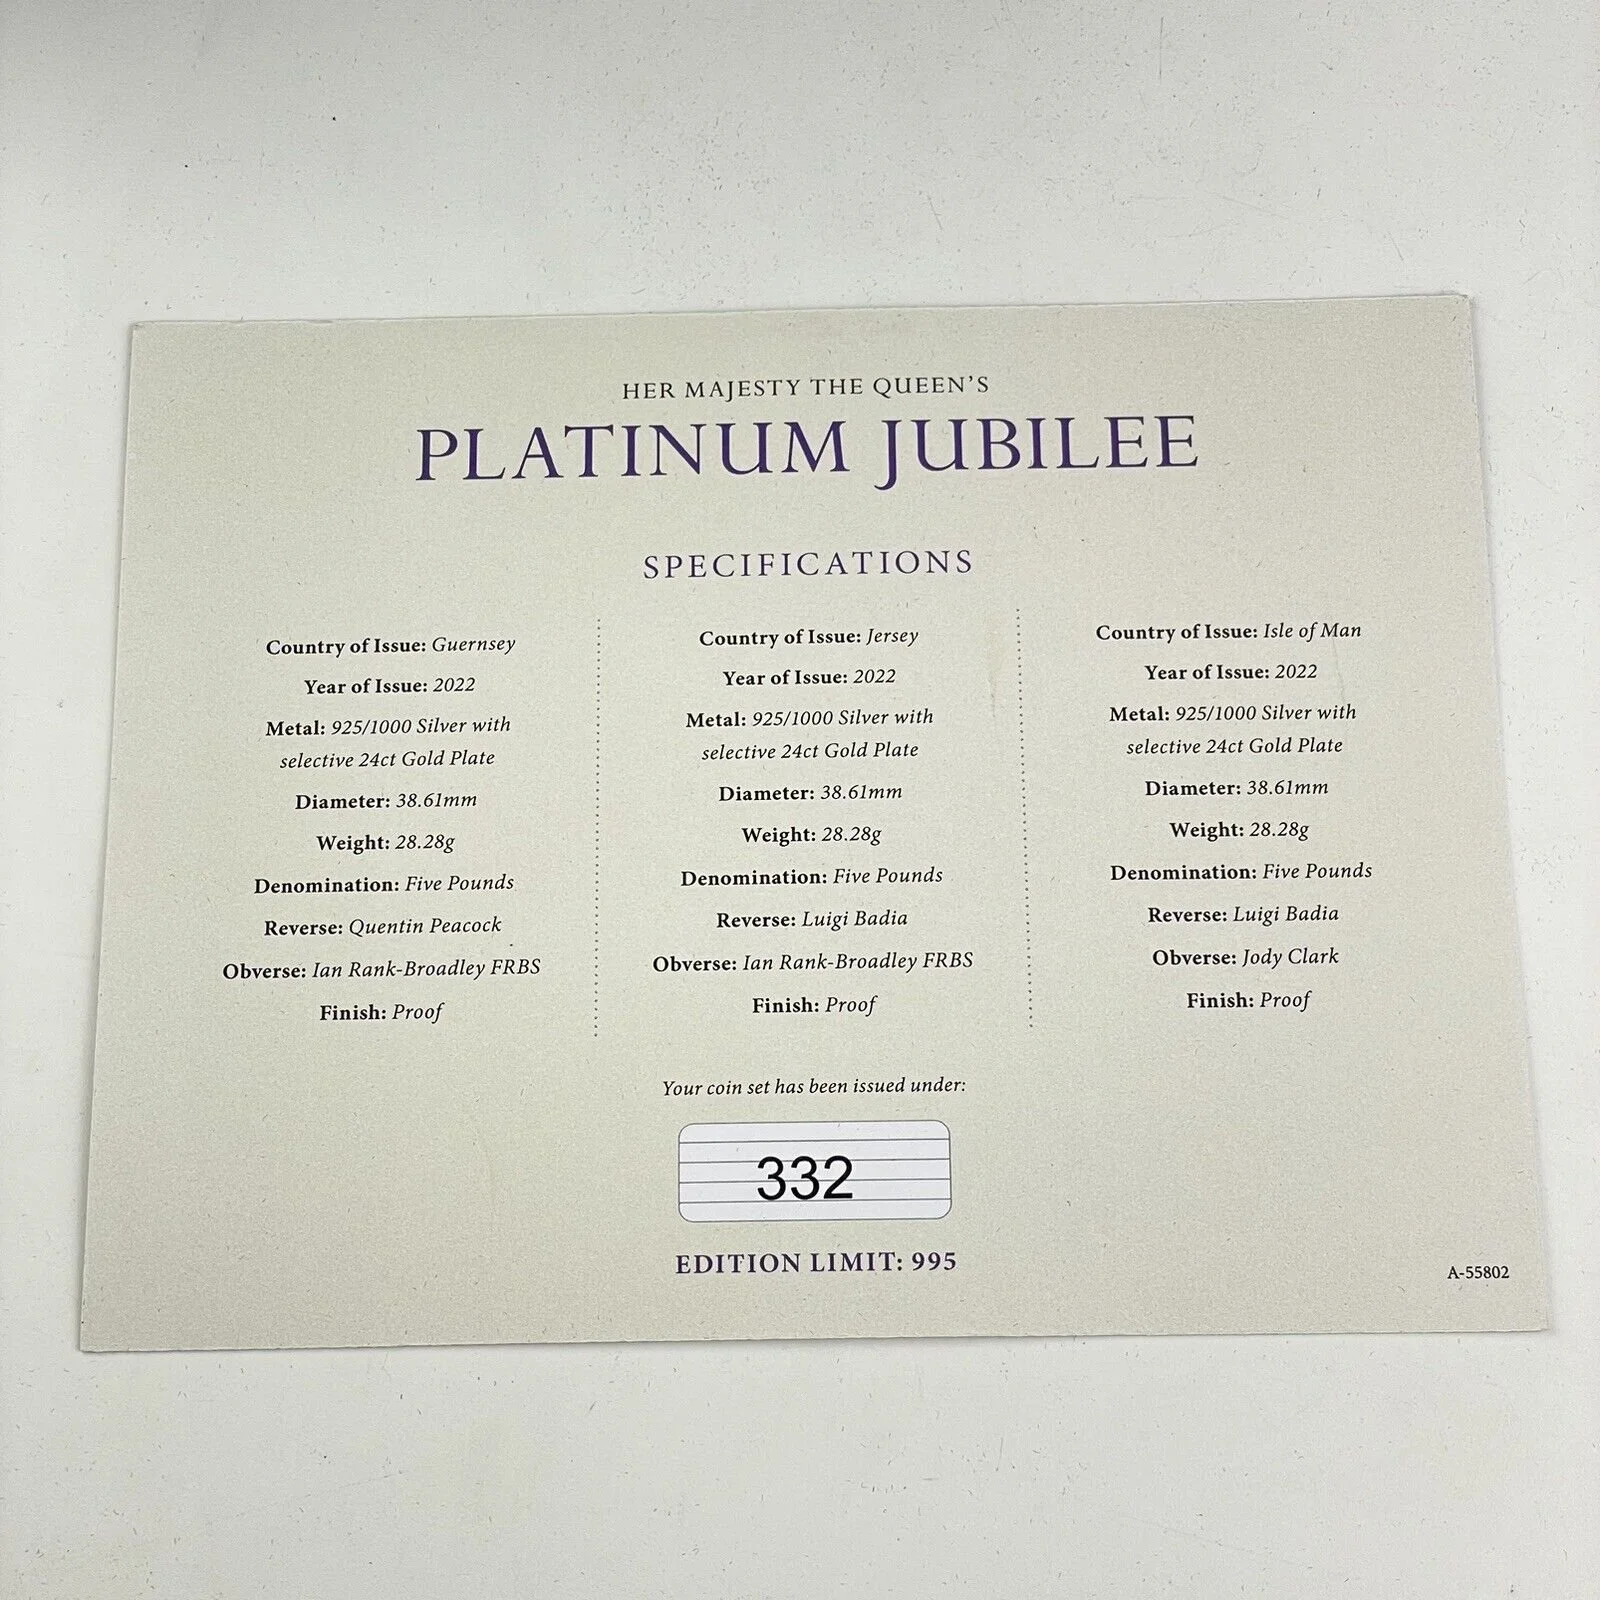 HER MAJESTY THE QUEEN'S
PLATINUM JUBILEE
SPECIFICATIONS
Country of Issue: Guernsey
Year of Issue: 2022
Metal: 925/1000 Silver with
selective 24ct Gold Plate
Diameter: 38.61mm
Weight: 28.28g
Denomination: Five Pounds
Reverse: Quentin Peacock
Obverse: Ian Rank-Broadley FRBS
Finish: Proof
Country of Issue: Jersey
Year of Issue: 2022
Metal: 925/1000 Silver with
selective 24ct Gold Plate
Diameter: 38.61mm
Weight: 28.28g
Denomination: Five Pounds
Reverse: Luigi Badia
Obverse: Ian Rank-Broadley FRBS
Finish: Proof
Country of Issue: Isle of Man
Year of Issue: 2022
Metal: 925/1000 Silver with
selective 24ct Gold Plate
Diameter: 38.61mm
Weight: 28.28g
Denomination: Five Pounds
Reverse: Luigi Badia
Obverse: Jody Clark
Finish: Proof
Your coin set has been issued under:
332
EDITION LIMIT: 995
A-55802